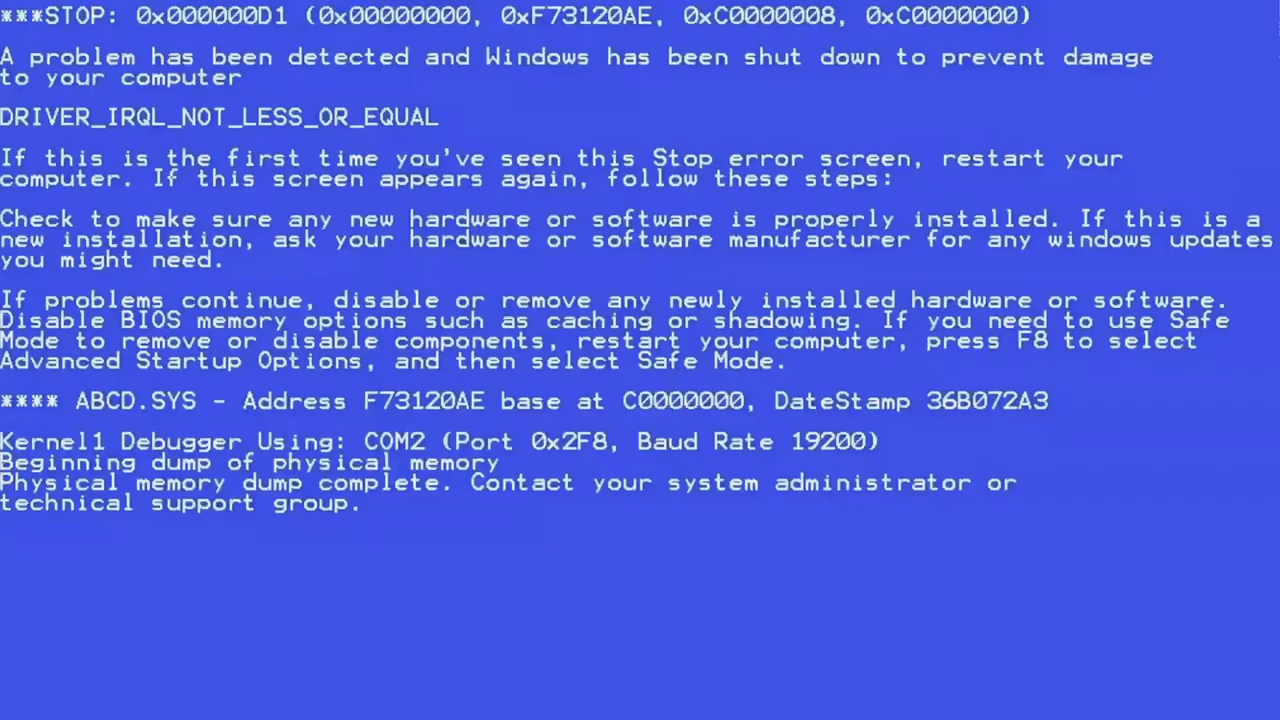 ***STOP: 0x000000D1 (0x00000000, 0xF73120AE, 0xC0000008, 0xC0000000)
A problem has been detected and Windows has been shut down to prevent damage
to your computer
DRIVER_IRQL_NOT_LESS_OR_EQUAL
If this is the first time you've seen this Stop error screen, restart your
computer. If this screen appears again, follow these steps:
Check to make sure any new hardware or software is properly installed. If this is a
new installation, ask your hardware or software manufacturer for any windows updates
you might need.
If problems continue, disable or remove any newly installed hardware or software.
Disable BIOS memory options such as caching or shadowing. If you need to use Safe
Mode to remove or disable components, restart your computer, press F8 to select
Advanced Startup Options, and then select Safe Mode.
**** ABCD.SYS - Address F73120AE base at C0000000, DateStamp 36B072A3
Kernel1 Debugger Using: COM2 (Port 0x2F8, Baud Rate 19200)
Beginning dump of physical memory
Physical memory dump complete. Contact your system administrator or
technical support group.